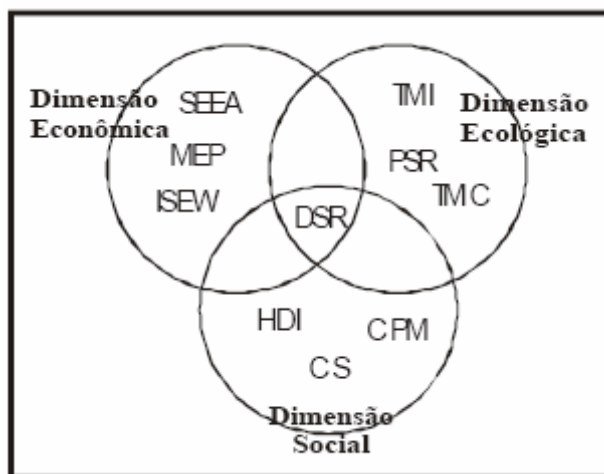 Dimensão
Econômica
SEEA
MEP
ISEW
TMI
Dimensão
Ecológica
PSR
TMC
DSR
HDI
CPM
CS
Dimensão
Social